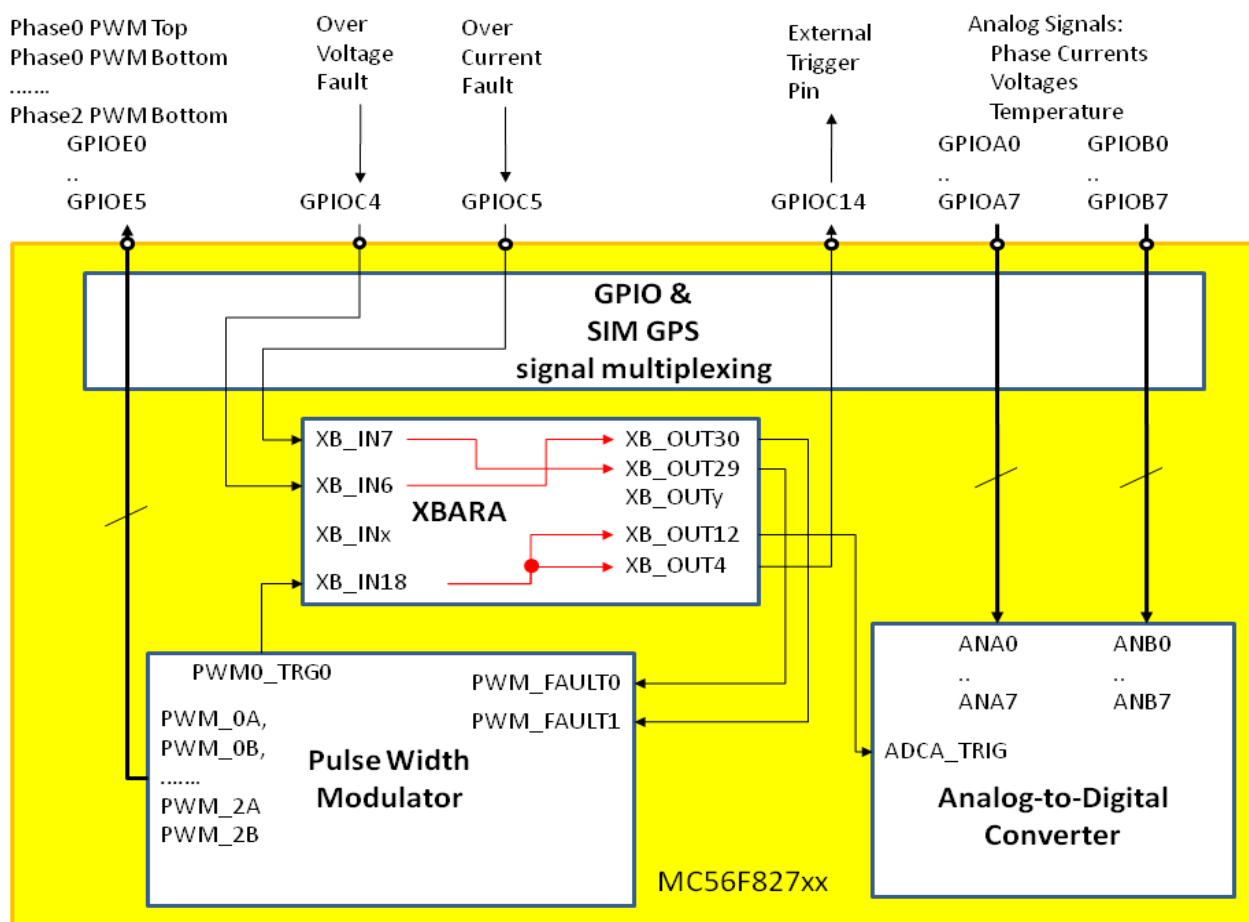 Phase0 PWM Top
Phase0 PWM Bottom
.......
Phase2 PWM Bottom
GPIOE0
..
GPIOE5
Over
Voltage
Fault
GPIOC4
Over
Current
Fault
GPIOC5
External
Trigger
Pin
GPIOC14
Analog Signals:
Phase Currents
Voltages
Temperature
GPIOA0
..
GPIOA7
GPIOB0
..
GPIOB7
GPIO &
SIM GPS
signal multiplexing
XB_IN7
XB_IN6
XB_INx
XB_IN18
XBARA
XB_OUT30
XB_OUT29
XB_OUTy
XB_OUT12
XB_OUT4
PWM0_TRG0
PWM_0A,
PWM_0B,
.......
PWM_2A
PWM_2B
PWM_FAULT0
PWM_FAULT1
Pulse Width
Modulator
ANA0
..
ANA7
ANB0
..
ANB7
ADCA_TRIG
Analog-to-Digital
Converter
MC56F827xx